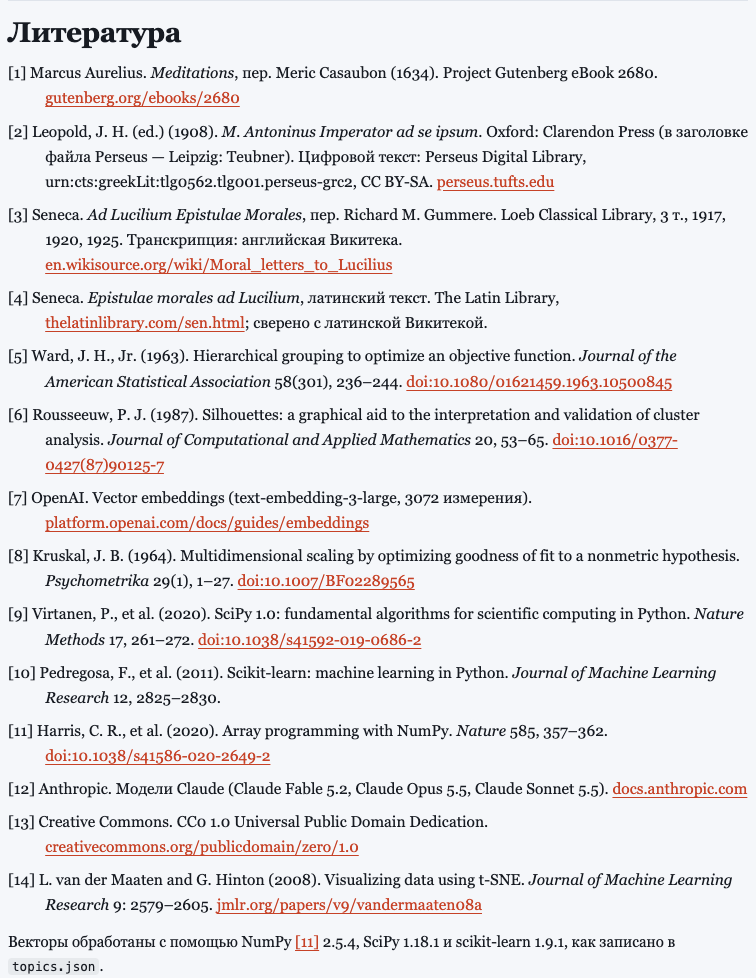 Литература
[1] Marcus Aurelius. Meditations, пер. Meric Casaubon (1634). Project Gutenberg eBook 2680.
gutenberg.org/ebooks/2680
[2] Leopold, J. H. (ed.) (1908). M. Antoninus Imperator ad se ipsum. Oxford: Clarendon Press (в заголовке
файла Perseus — Leipzig: Teubner). Цифровой текст: Perseus Digital Library,
urn:cts:greekLit:tlg0562.tlg001.perseus-grc2, CC BY-SA. perseus.tufts.edu
[3] Seneca. Ad Lucilium Epistulae Morales, пер. Richard M. Gummere. Loeb Classical Library, 3 т., 1917,
1920, 1925. Транскрипция: английская Викитека.
en.wikisource.org/wiki/Moral_letters_to_Lucilius
[4] Seneca. Epistulae morales ad Lucilium, латинский текст. The Latin Library,
thelatinlibrary.com/sen.html; сверено с латинской Викитекой.
[5] Ward, J. H., Jr. (1963). Hierarchical grouping to optimize an objective function. Journal of the
American Statistical Association 58(301), 236–244. doi:10.1080/01621459.1963.10500845
[6] Rousseeuw, P. J. (1987). Silhouettes: a graphical aid to the interpretation and validation of cluster
analysis. Journal of Computational and Applied Mathematics 20, 53–65. doi:10.1016/0377-
0427(87)90125-7
[7] OpenAI. Vector embeddings (text-embedding-3-large, 3072 измерения).
platform.openai.com/docs/guides/embeddings
[8] Kruskal, J. B. (1964). Multidimensional scaling by optimizing goodness of fit to a nonmetric hypothesis.
Psychometrika 29(1), 1–27. doi:10.1007/BF02289565
[9] Virtanen, P., et al. (2020). SciPy 1.0: fundamental algorithms for scientific computing in Python. Nature
Methods 17, 261–272. doi:10.1038/s41592-019-0686-2
[10] Pedregosa, F., et al. (2011). Scikit-learn: machine learning in Python. Journal of Machine Learning
Research 12, 2825–2830.
[11] Harris, C. R., et al. (2020). Array programming with NumPy. Nature 585, 357–362.
doi:10.1038/s41586-020-2649-2
[12] Anthropic. Модели Claude (Claude Fable 5.2, Claude Opus 5.5, Claude Sonnet 5.5). docs.anthropic.com
[13] Creative Commons. CC0 1.0 Universal Public Domain Dedication.
creativecommons.org/publicdomain/zero/1.0
[14] L. van der Maaten and G. Hinton (2008). Visualizing data using t-SNE. Journal of Machine Learning
Research 9: 2579–2605. jmlr.org/papers/v9/vandermaaten08a
Векторы обработаны с помощью NumPy [11] 2.5.4, SciPy 1.18.1 и scikit-learn 1.9.1, как записано в
topics.json.